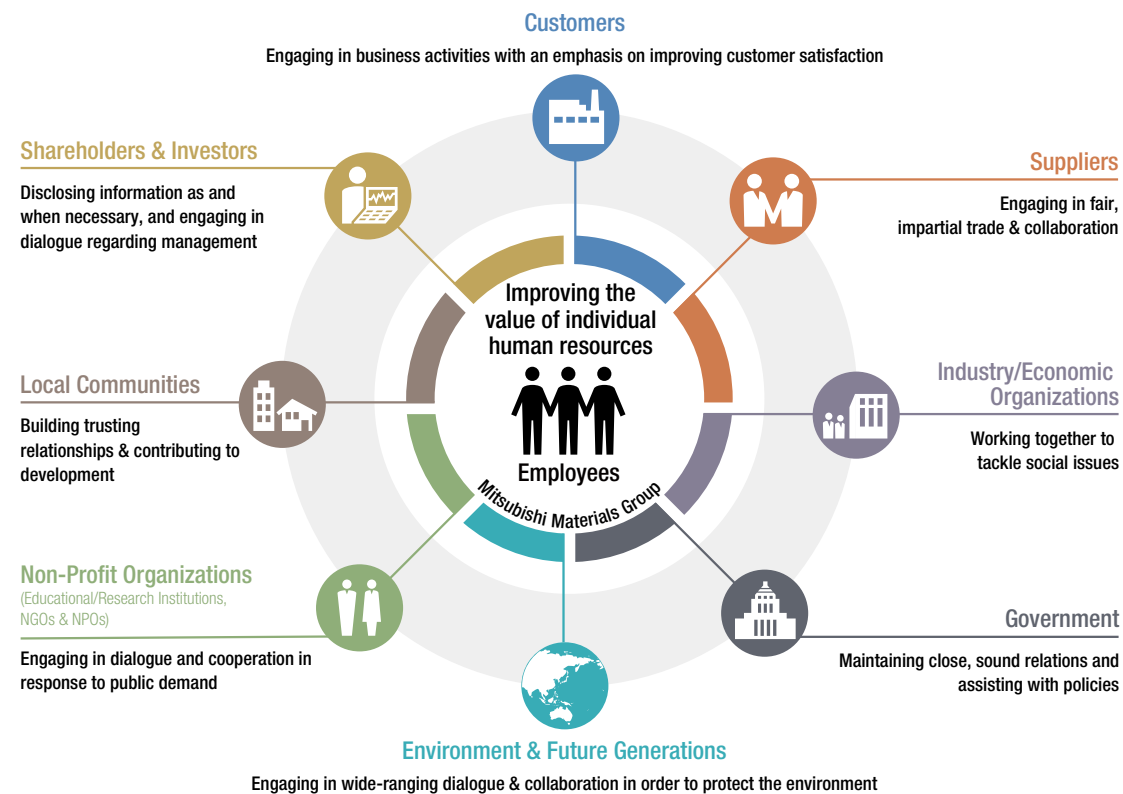 Customers
Engaging in business activities with an emphasis on improving customer satisfaction
Shareholders & Investors
Disclosing information as and
when necessary, and engaging in
dialogue regarding management
Suppliers
Engaging in fair,
impartial trade & collaboration
Improving the
value of individual
human resources
Employees
Mitsubishi Materials Group
Local Communities
Building trusting
relationships & contributing to
development
Industry/Economic
Organizations
Working together to
tackle social issues
Non-Profit Organizations
(Educational/Research Institutions,
NGOs & NPOs)
Engaging in dialogue and cooperation in
response to public demand
Government
Maintaining close, sound relations and
assisting with policies
Environment & Future Generations
Engaging in wide-ranging dialogue & collaboration in order to protect the environment